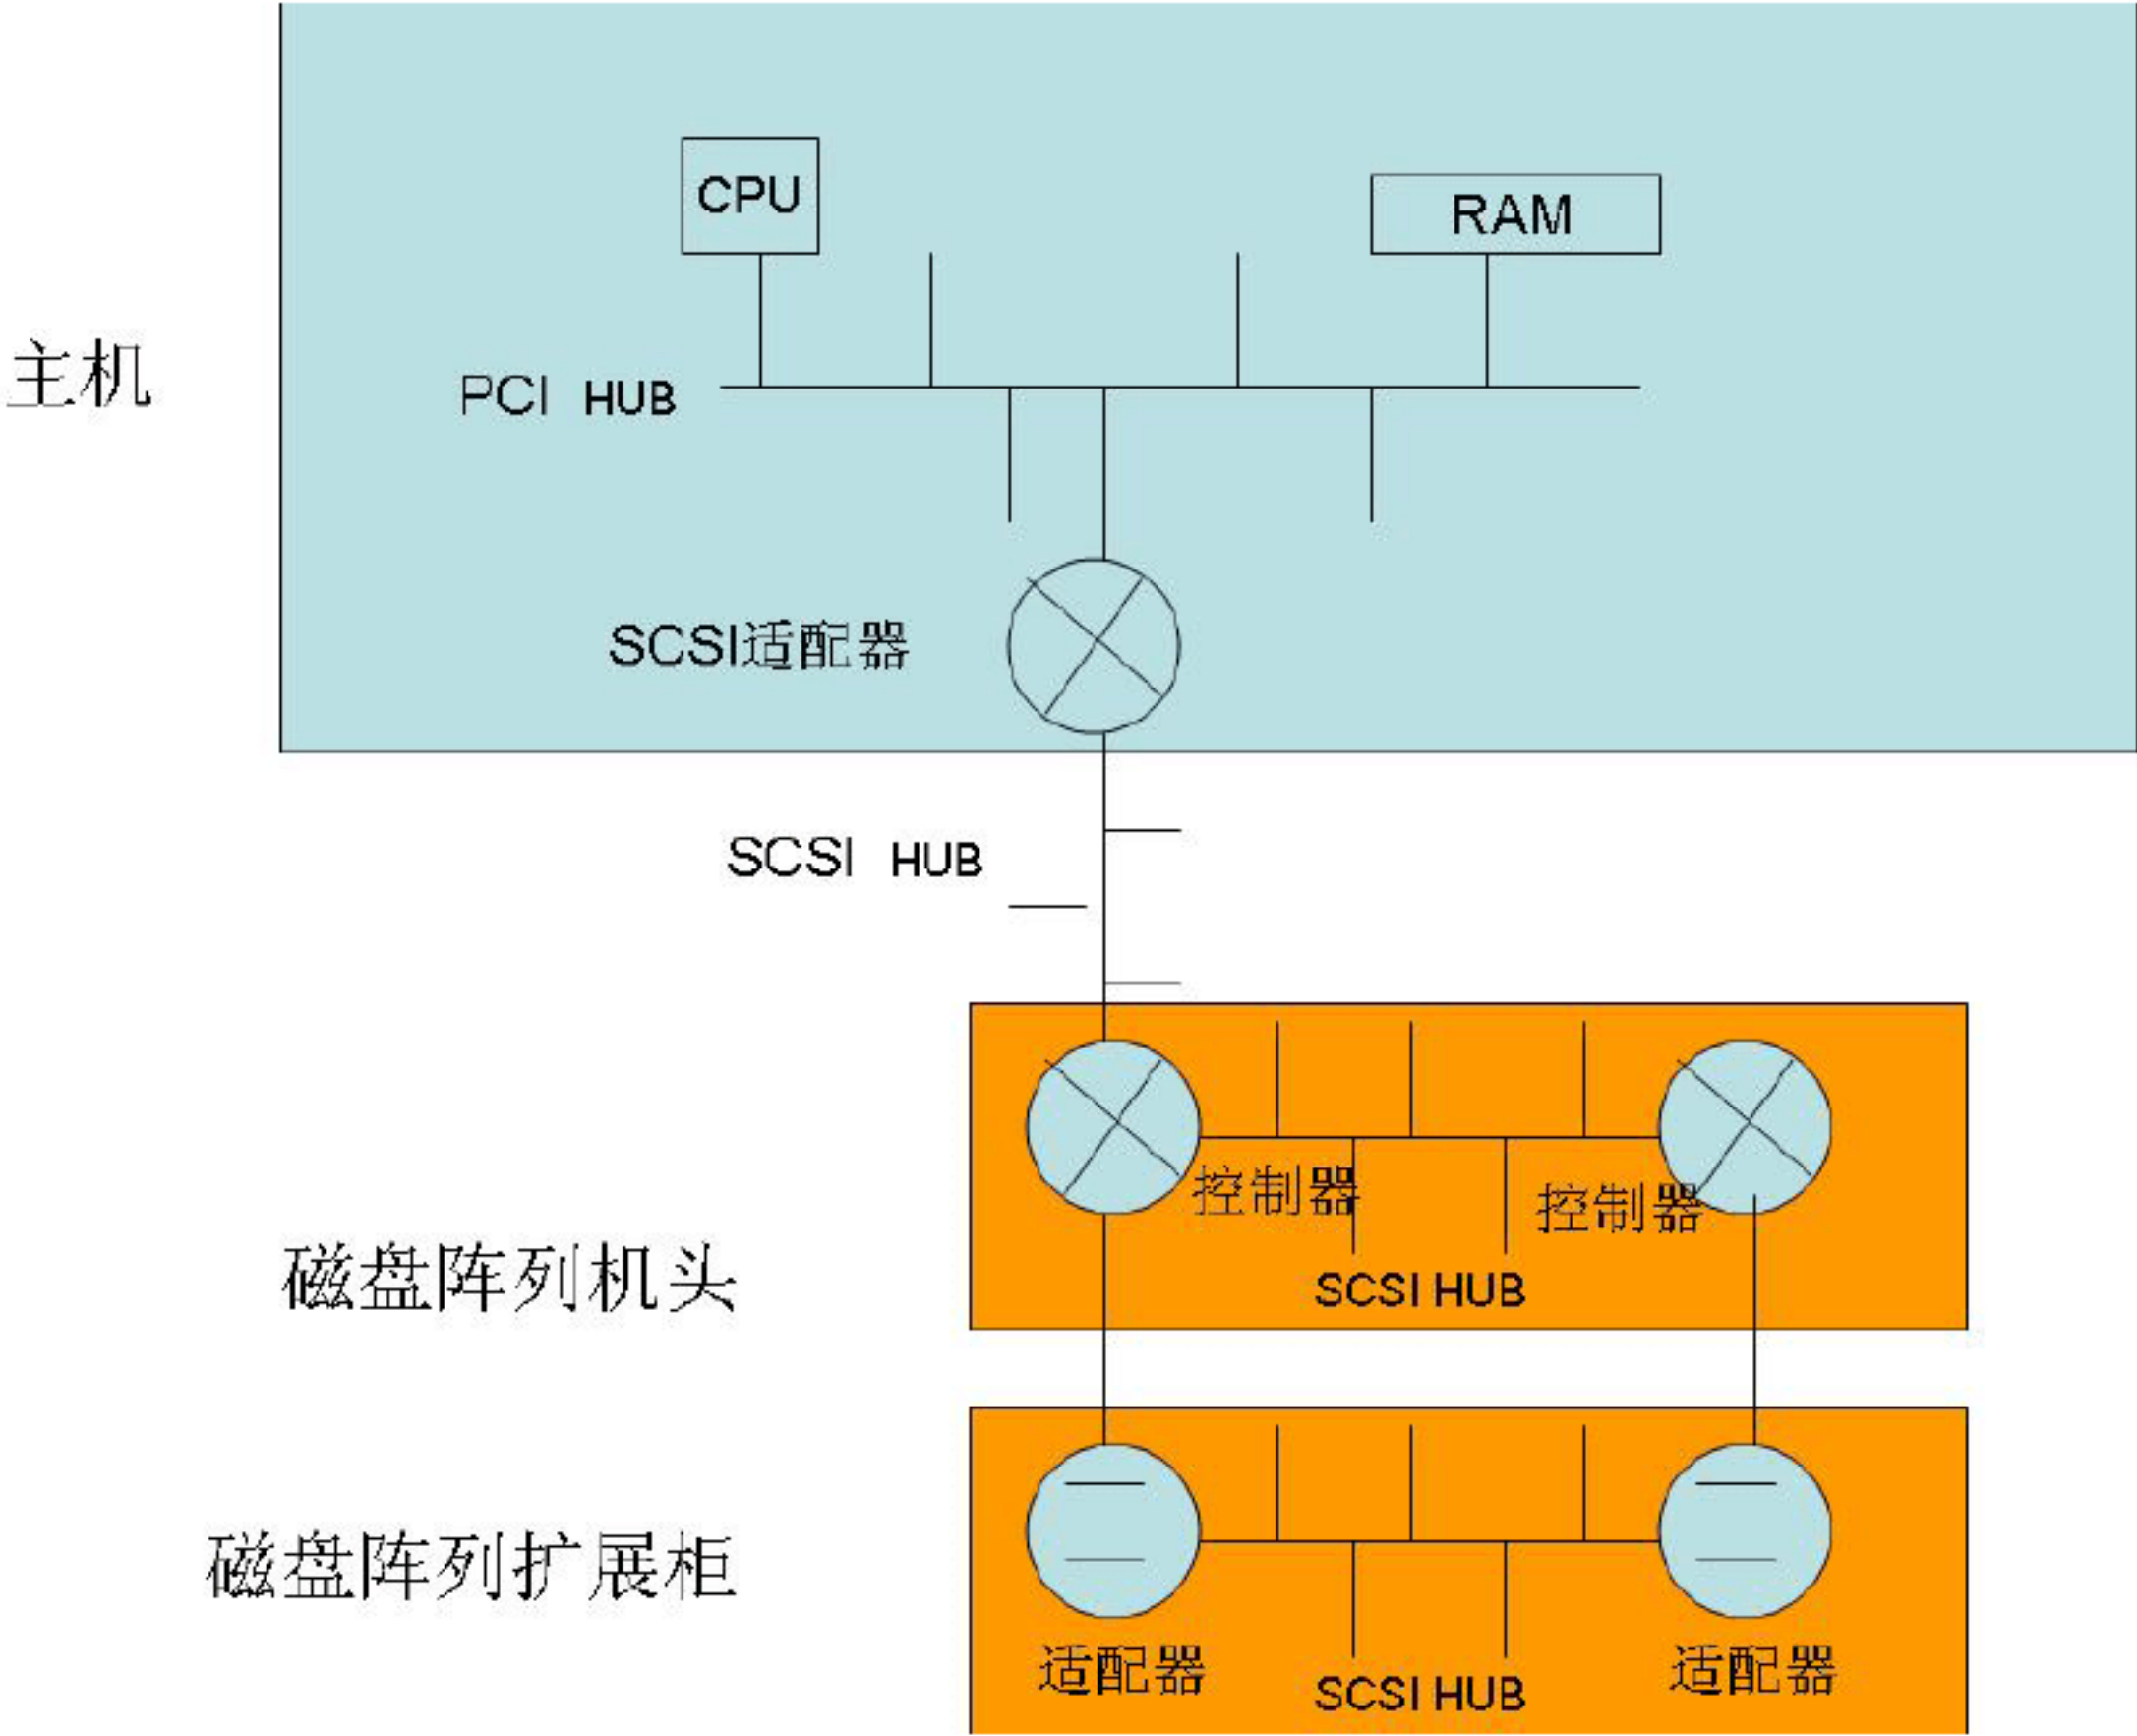 CPU
RAM
主机
PCI HUB
SCSI适配器
SCSI HUB
控制器
控制器
磁盘阵列机头
SCSI HUB
磁盘阵列扩展柜
适配器
适配器
SCSI HUB